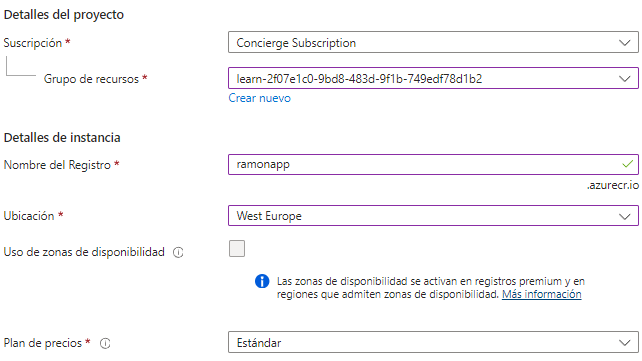 Detalles del proyecto
Suscripción *
Concierge Subscription
Grupo de recursos *
learn-2f07e1c0-9bd8-483d-9f1b-749edf78d1b2
Crear nuevo
Detalles de instancia
Nombre del Registro *
ramonapp
.azurecr.io
Ubicación *
West Europe
Uso de zonas de disponibilidad
Las zonas de disponibilidad se activan en registros premium y en
regiones que admiten zonas de disponibilidad. Más información
Plan de precios *
Estándar